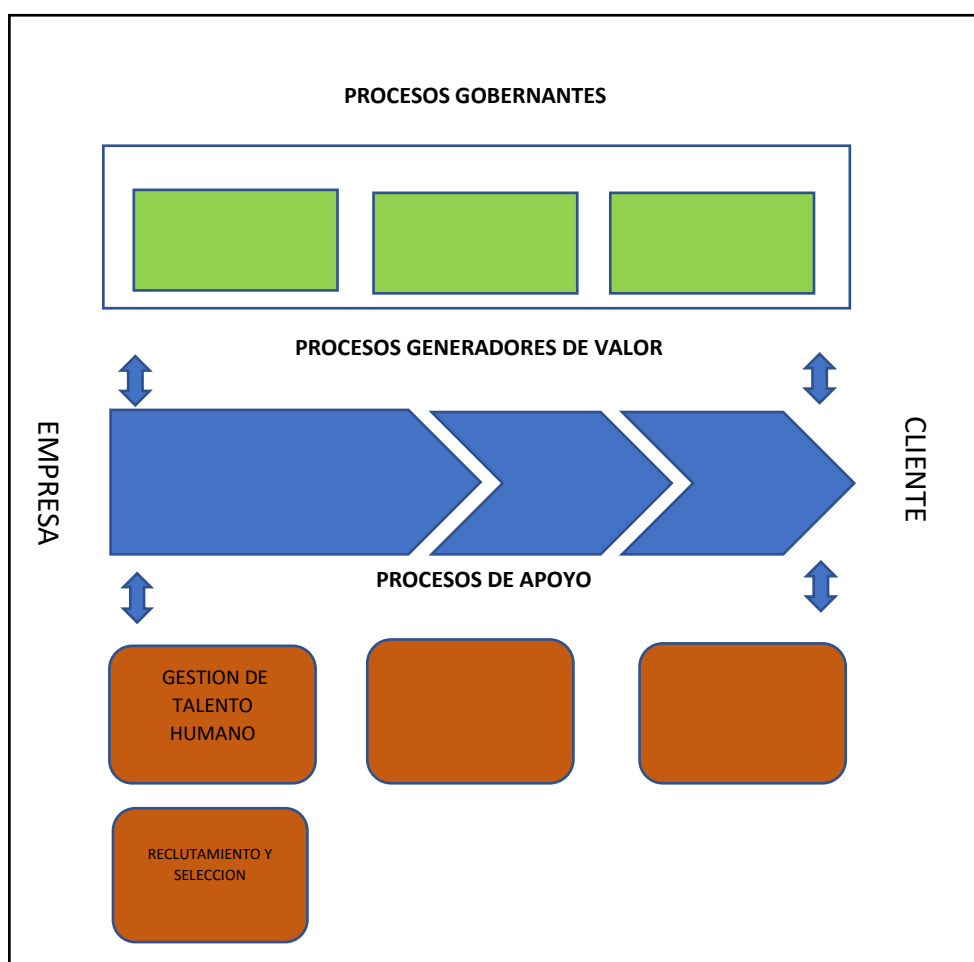 PROCESOS GOBERNANTES
PROCESOS GENERADORES DE VALOR
EMPRESA
CLIENTE
PROCESOS DE APOYO
GESTION DE
TALENTO
HUMANO
RECLUTAMIENTO Y
SELECCION